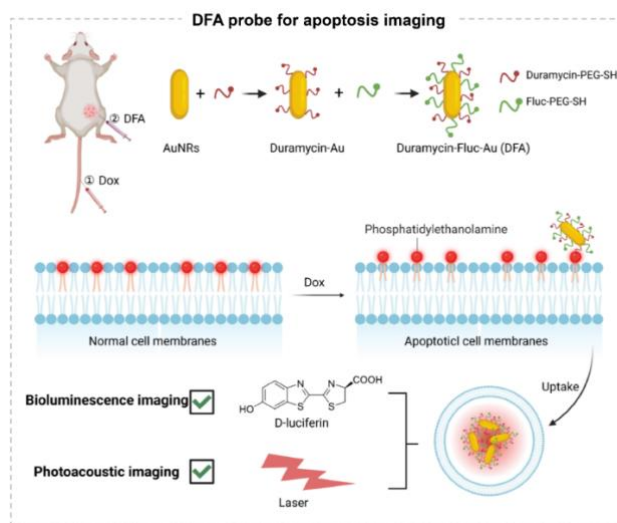 DFA probe for apoptosis imaging
② DFA
① Dox
AuNRs
+
Duramycin-Au
+
Duramycin-Fluc-Au (DFA)
Duramycin-PEG-SH
Fluc-PEG-SH
Phosphatidylethanolamine
Dox
Normal cell membranes
Apoptoticl cell membranes
Uptake
Bioluminescence imaging
HO
N
S
N
S
COOH
D-luciferin
Photoacoustic imaging
Laser